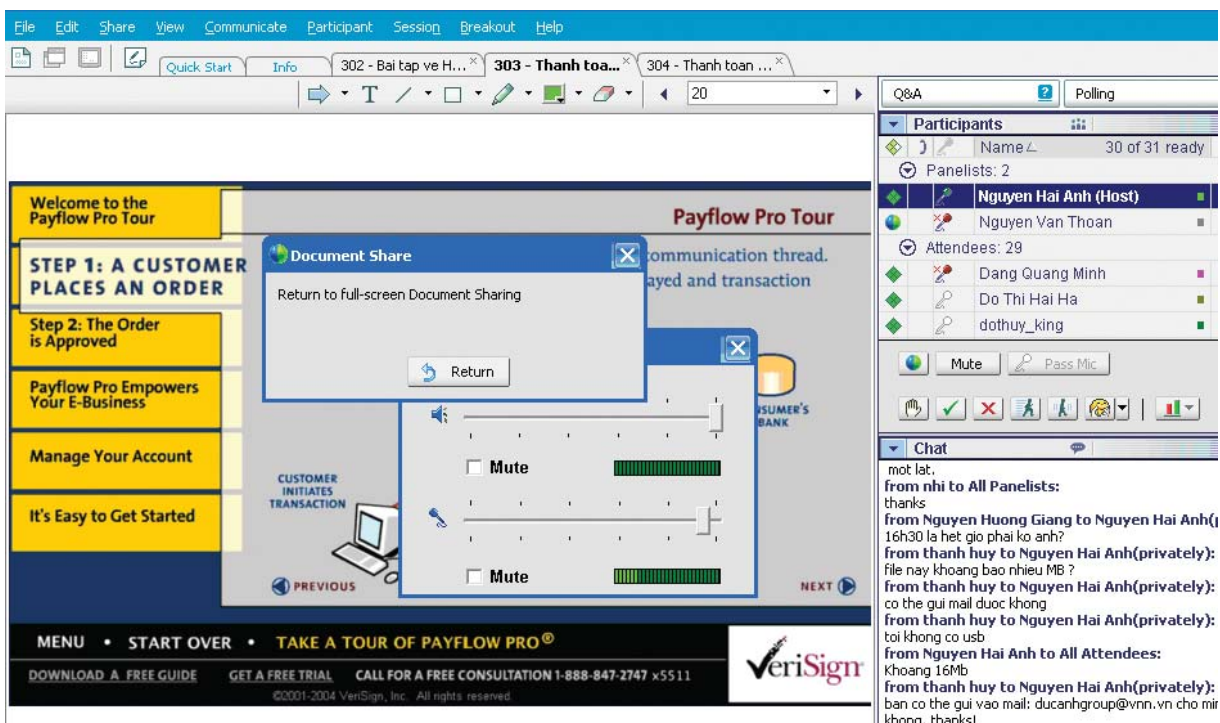 File Edit Share View Communicate Participant Session Breakout Help
Quick Start Info 302 - Bai tap ve H... 303 - Thanh toa... 304 - Thanh toan ...
T 20
Q&A ? Polling
Participants
Name 30 of 31 ready
Panelists: 2
Nguyen Hai Anh (Host)
Nguyen Van Thoan
Attendees: 29
Dang Quang Minh
Do Thi Hai Ha
dothuy_king
Mute Pass Mic
Chat
mot lat.
from nhi to All Panelists:
thanks
from Nguyen Huong Giang to Nguyen Hai Anh(p
16h30 la het gio phai ko anh?
from thanh huy to Nguyen Hai Anh(privately):
file nay khoang bao nhieu MB ?
from thanh huy to Nguyen Hai Anh(privately):
co the gui mail duoc khong
from thanh huy to Nguyen Hai Anh(privately):
toi khong co usb
from Nguyen Hai Anh to All Attendees:
Khoang 16Mb
from thanh huy to Nguyen Hai Anh(privately):
ban co the gui vao mail: ducanhgroup@vnn.vn cho mir
khong, thanks!
Welcome to the
Payflow Pro Tour
STEP 1: A CUSTOMER
PLACES AN ORDER
Step 2: The Order
is Approved
Payflow Pro Empowers
Your E-Business
Manage Your Account
It's Easy to Get Started
Payflow Pro Tour
communication thread.
ayed and transaction
Document Share
Return to full-screen Document Sharing
Return
Mute
Mute
SUMER'S
BANK
CUSTOMER
INITIATES
TRANSACTION
PREVIOUS
NEXT
MENU • START OVER • TAKE A TOUR OF PAYFLOW PRO®
DOWNLOAD A FREE GUIDE GET A FREE TRIAL CALL FOR A FREE CONSULTATION 1-888-847-2747 x5511
©2001-2004 VeriSign, Inc. All rights reserved.
VeriSign